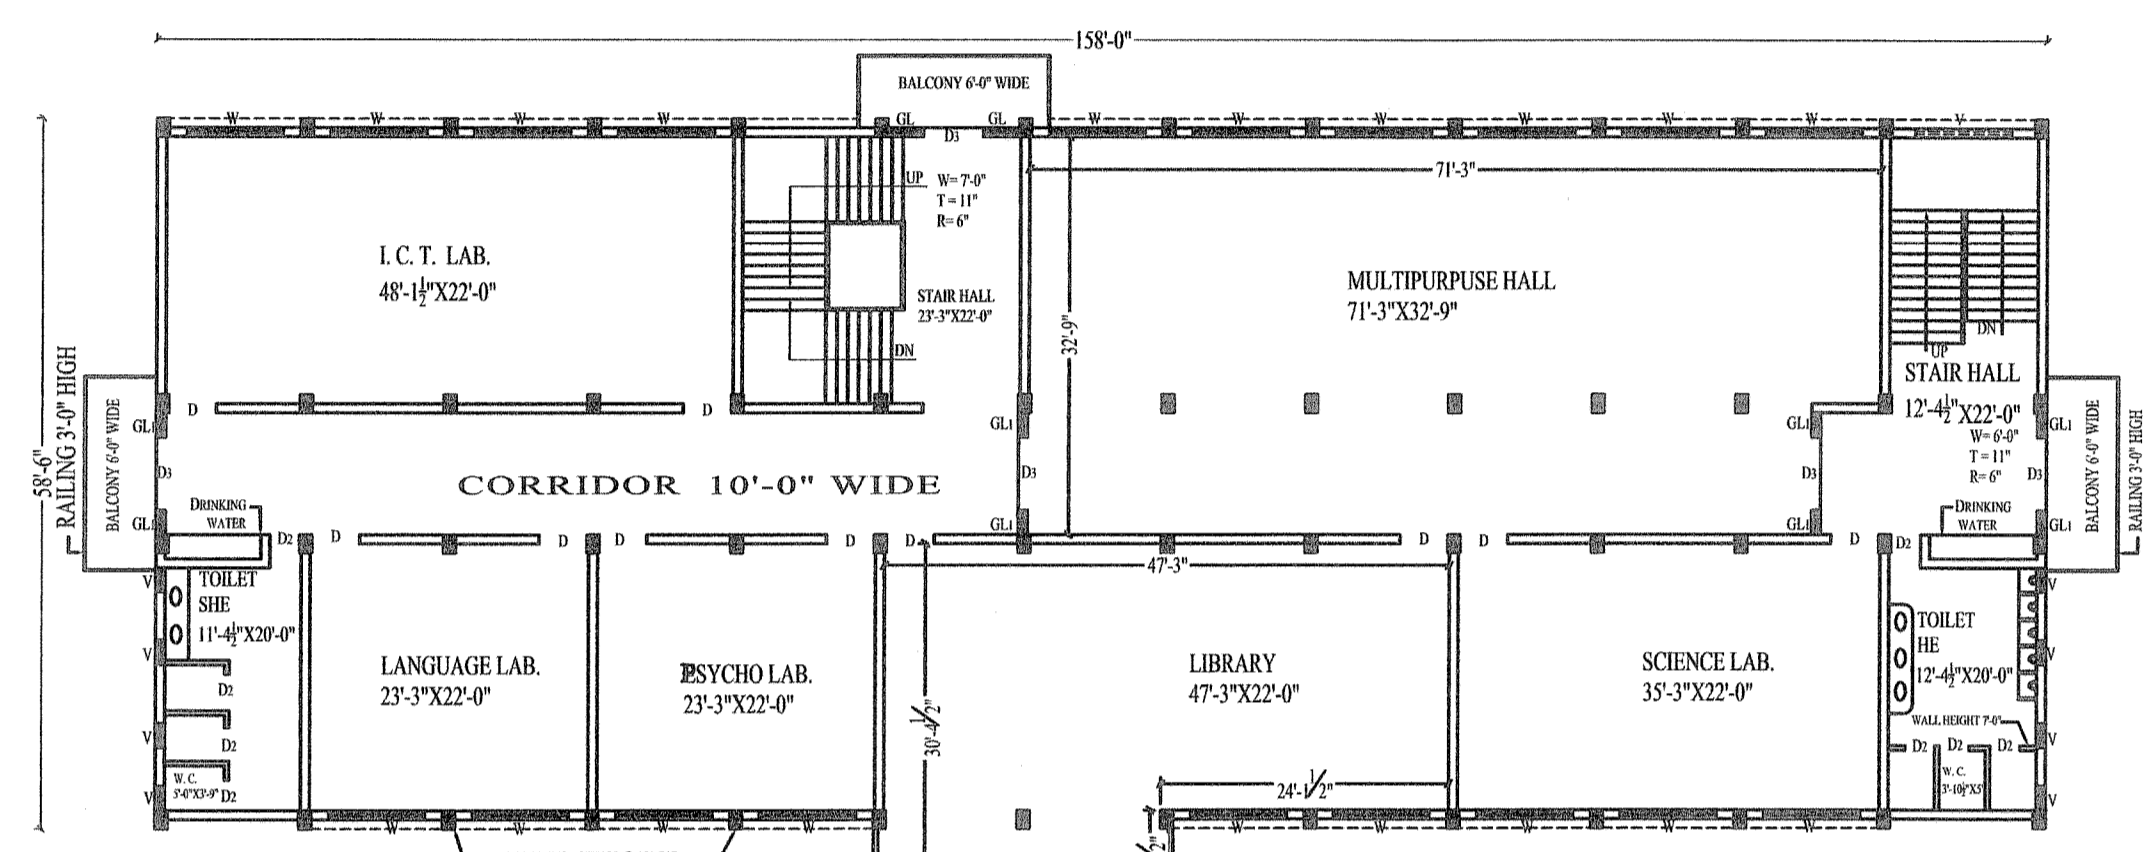 158'-0"
BALCONY 6'-0" WIDE
W W W W GL GL W W W W W W V
D3
71'-3"
UP W= 7'-0"
T = 11"
R= 6"
I. C. T. LAB.
48'-1½"X22'-0"
STAIR HALL
23'-3"X22'-0"
DN
32'-9"
MULTIPURPUSE HALL
71'-3"X32'-9"
DN
UP
STAIR HALL
12'-4½"X22'-0"
W= 6'-0"
T = 11"
R= 6"
58'-6"
RAILING 3'-0" HIGH
BALCONY 6'-0" WIDE
D D
GL1 GL1 GL1 GL1
D3 D3 D3 D3
CORRIDOR 10'-0" WIDE
GL1 GL1 GL1 GL1
BALCONY 6'-0" WIDE
RAILING 3'-0" HIGH
DRINKING
WATER
DRINKING
WATER
D2 D D D D D D D D D2
47'-3"
V
TOILET
SHE
11'-4½"X20'-0"
V
D2
V
D2
W. C.
5'-0"X3'-9" D2
V
LANGUAGE LAB.
23'-3"X22'-0"
PSYCHO LAB.
23'-3"X22'-0"
30'-4½"
LIBRARY
47'-3"X22'-0"
24'-1½"
SCIENCE LAB.
35'-3"X22'-0"
V
TOILET
HE
12'-4½"X20'-0"
V
WALL HEIGHT 7'-0"
D2 D2 D2
V
W. C.
3'-10½"X5'
V
W W W W W W W W W
2"